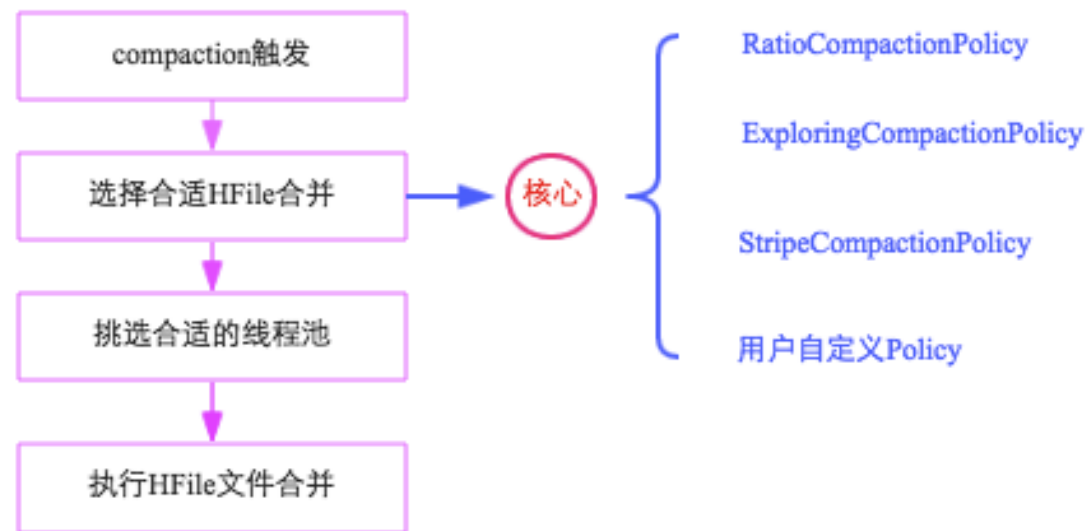 compaction触发
选择合适HFile合并
挑选合适的线程池
执行HFile文件合并
核心
RatioCompactionPolicy
ExploringCompactionPolicy
StripeCompactionPolicy
用户自定义Policy